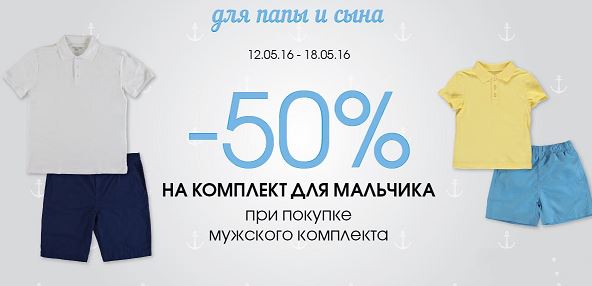 для папы и сына
12.05.16 - 18.05.16
-50%
НА КОМПЛЕКТ ДЛЯ МАЛЬЧИКА
при покупке
мужского комплекта